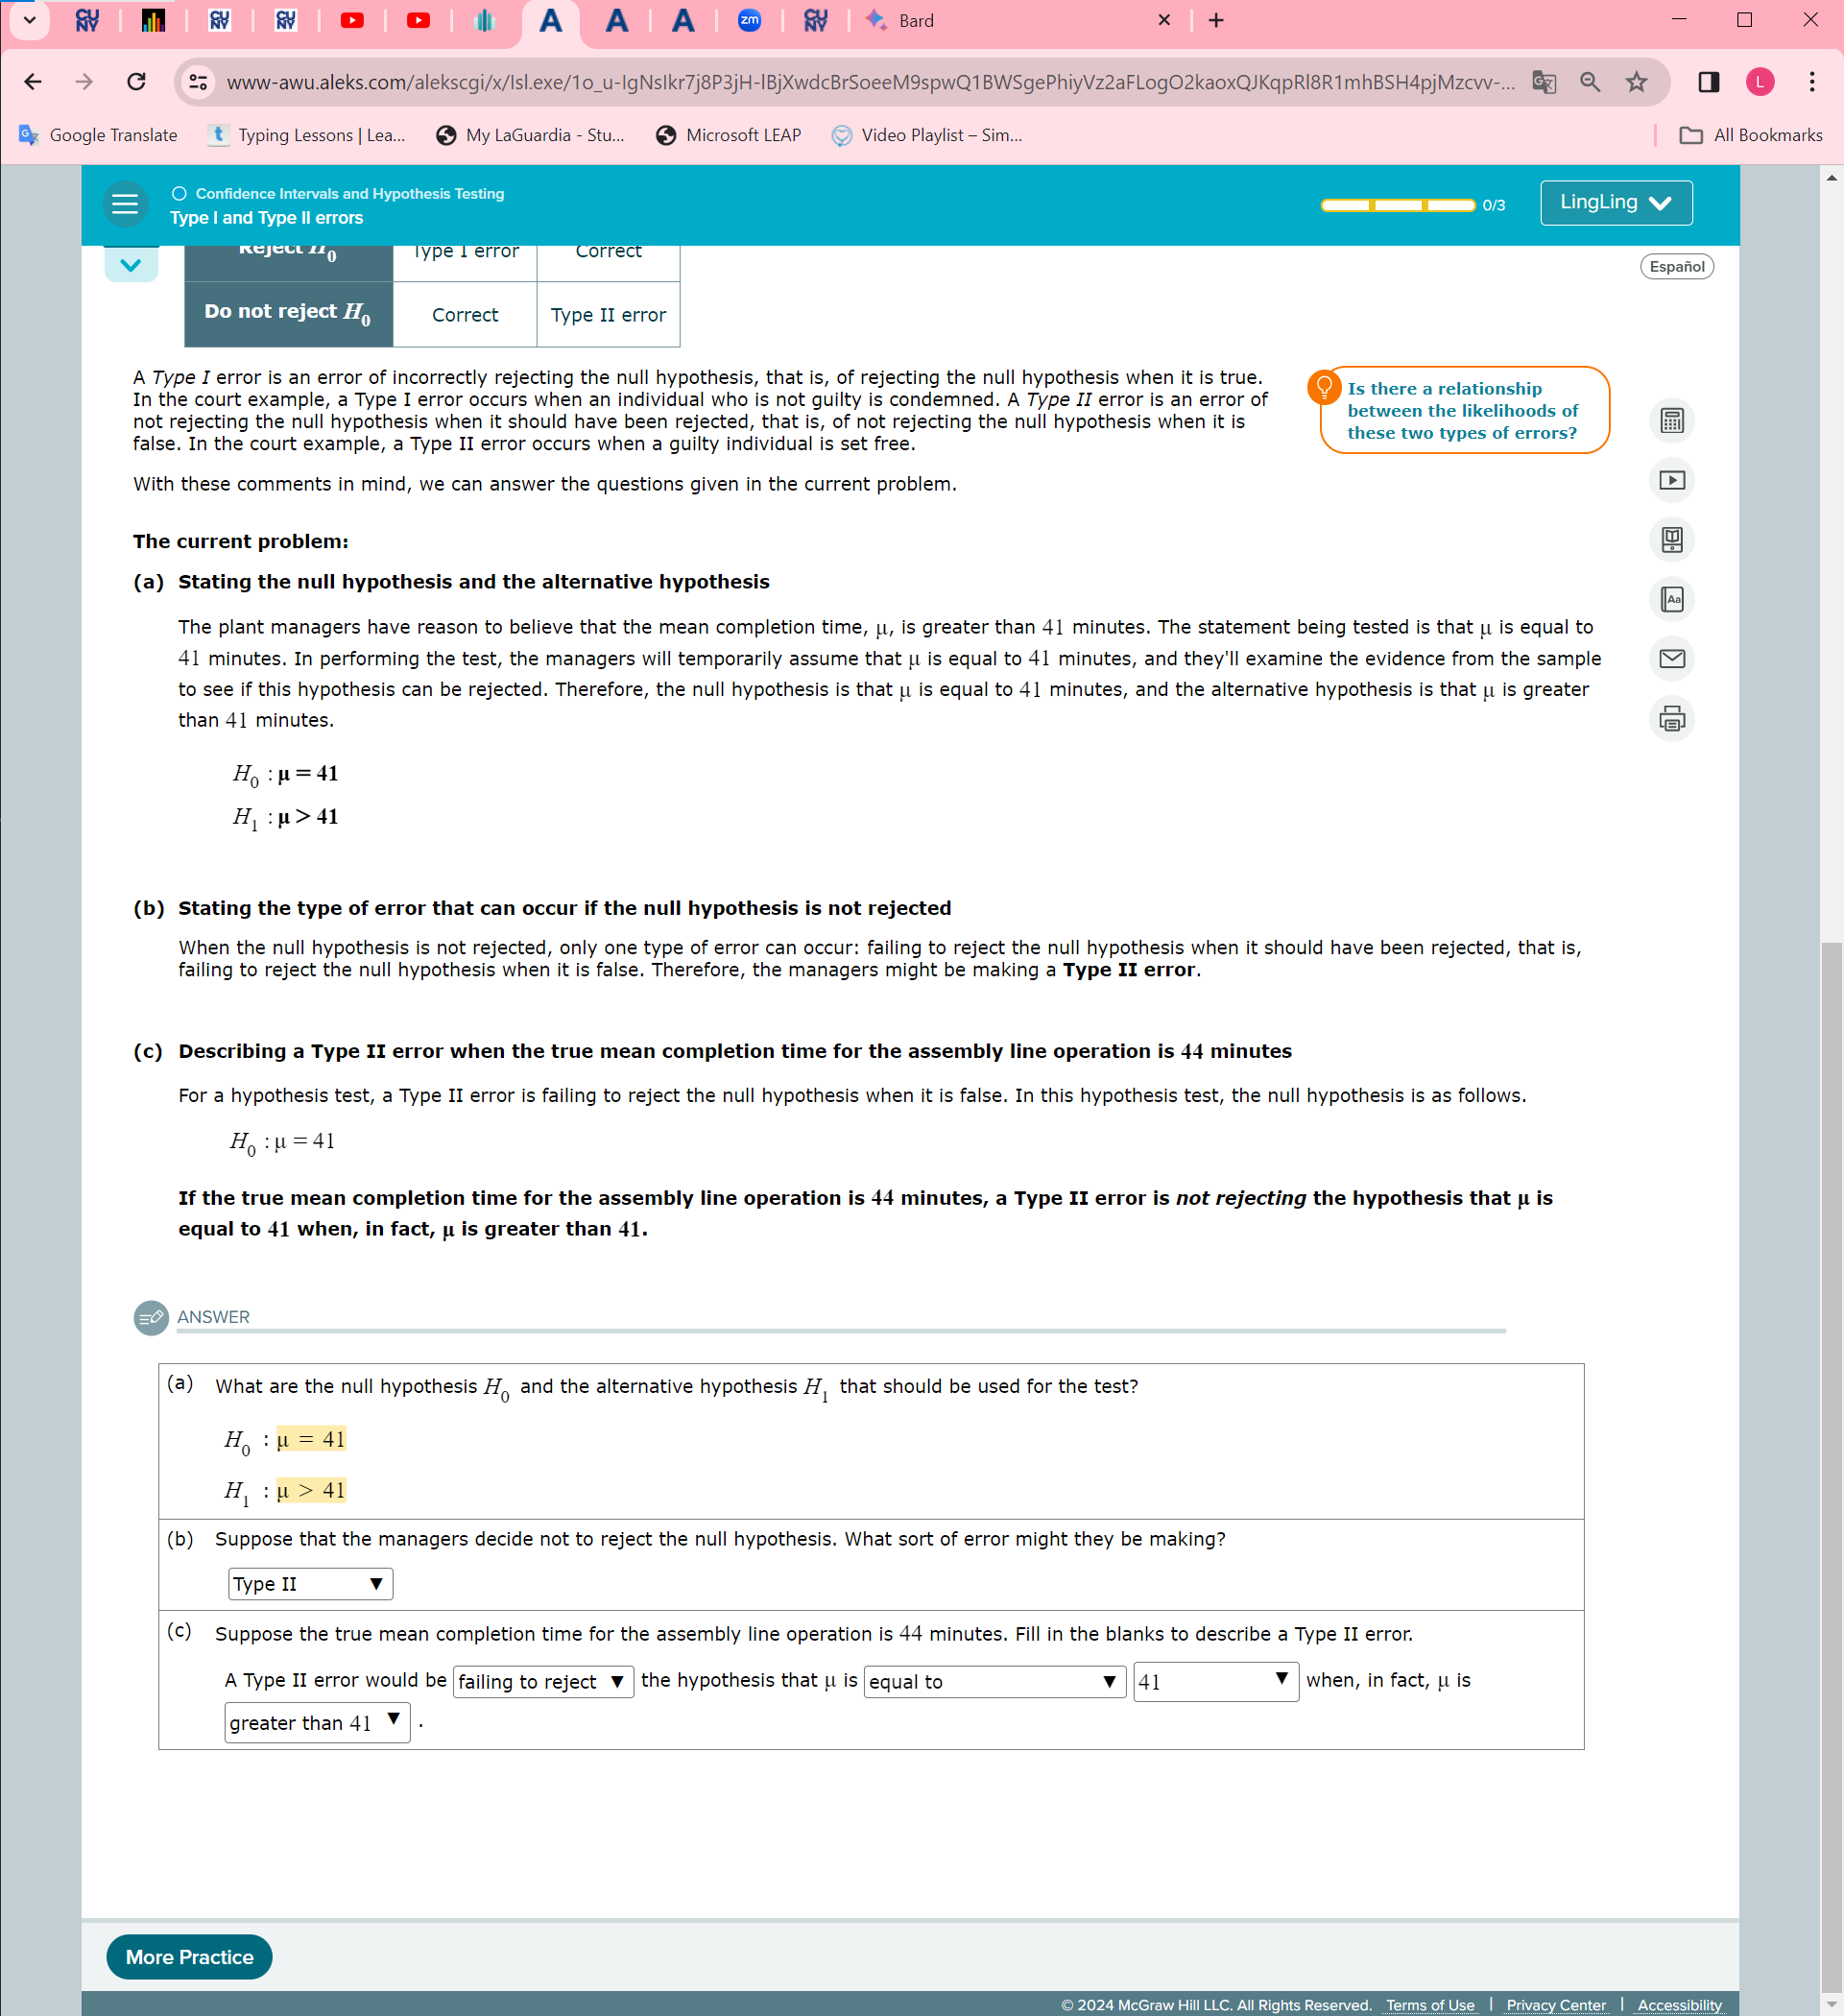 CU NY
CU NY
CU NY
A
A
A
zm
CU NY
Bard
www-awu.aleks.com/alekscgi/x/Isl.exe/1o_u-IgNsIkr7j8P3jH-lBjXwdcBrSoeeM9spwQ1BWSgePhiyVz2aFLogO2kaoxQJKqpRl8R1mhBSH4pjMzcvv-...
L
Google Translate
Typing Lessons | Lea...
My LaGuardia - Stu...
Microsoft LEAP
Video Playlist – Sim...
All Bookmarks
Confidence Intervals and Hypothesis Testing
Type I and Type II errors
0/3
LingLing
Español
Reject H0 Type I error Correct
Do not reject H0 Correct Type II error
A Type I error is an error of incorrectly rejecting the null hypothesis, that is, of rejecting the null hypothesis when it is true.
In the court example, a Type I error occurs when an individual who is not guilty is condemned. A Type II error is an error of
not rejecting the null hypothesis when it should have been rejected, that is, of not rejecting the null hypothesis when it is
false. In the court example, a Type II error occurs when a guilty individual is set free.
Is there a relationship
between the likelihoods of
these two types of errors?
With these comments in mind, we can answer the questions given in the current problem.
The current problem:
(a) Stating the null hypothesis and the alternative hypothesis
The plant managers have reason to believe that the mean completion time, μ, is greater than 41 minutes. The statement being tested is that μ is equal to
41 minutes. In performing the test, the managers will temporarily assume that μ is equal to 41 minutes, and they'll examine the evidence from the sample
to see if this hypothesis can be rejected. Therefore, the null hypothesis is that μ is equal to 41 minutes, and the alternative hypothesis is that μ is greater
than 41 minutes.
H0 : μ = 41
H1 : μ > 41
(b) Stating the type of error that can occur if the null hypothesis is not rejected
When the null hypothesis is not rejected, only one type of error can occur: failing to reject the null hypothesis when it should have been rejected, that is,
failing to reject the null hypothesis when it is false. Therefore, the managers might be making a Type II error.
(c) Describing a Type II error when the true mean completion time for the assembly line operation is 44 minutes
For a hypothesis test, a Type II error is failing to reject the null hypothesis when it is false. In this hypothesis test, the null hypothesis is as follows.
H0 : μ = 41
If the true mean completion time for the assembly line operation is 44 minutes, a Type II error is not rejecting the hypothesis that μ is
equal to 41 when, in fact, μ is greater than 41.
ANSWER
(a) What are the null hypothesis H0 and the alternative hypothesis H1 that should be used for the test?
H0 : μ = 41
H1 : μ > 41
(b) Suppose that the managers decide not to reject the null hypothesis. What sort of error might they be making?
Type II
(c) Suppose the true mean completion time for the assembly line operation is 44 minutes. Fill in the blanks to describe a Type II error.
A Type II error would be failing to reject the hypothesis that μ is equal to 41 when, in fact, μ is
greater than 41 .
More Practice
© 2024 McGraw Hill LLC. All Rights Reserved. Terms of Use | Privacy Center | Accessibility